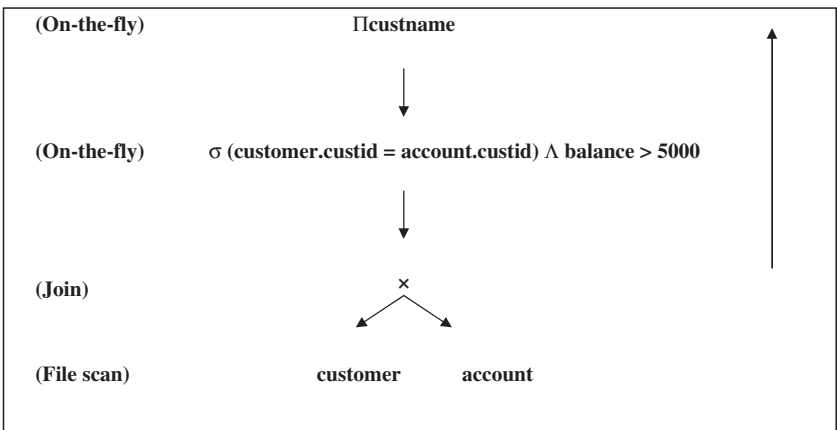 (On-the-fly) Πcustname
(On-the-fly) σ (customer.custid = account.custid) Λ balance > 5000
(Join) ×
(File scan) customer account